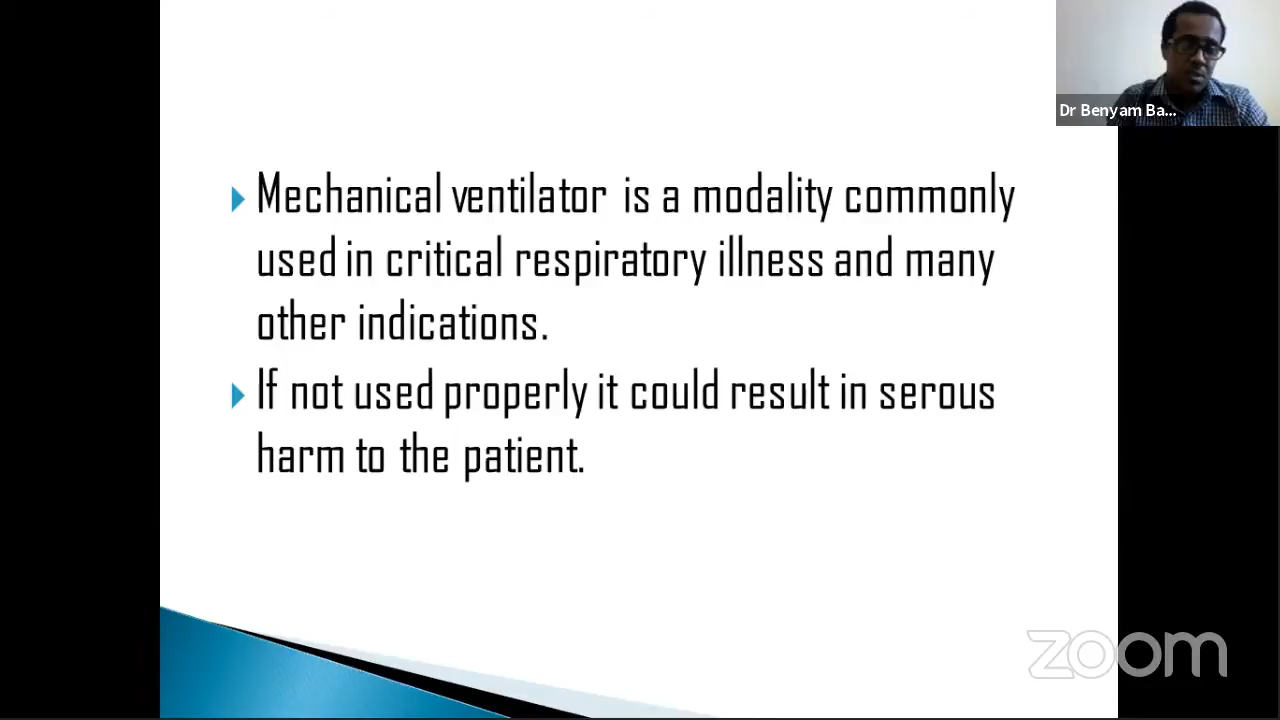 Dr Benyam Ba...
Mechanical ventilator is a modality commonly
used in critical respiratory illness and many
other indications.
If not used properly it could result in serous
harm to the patient.
zoom